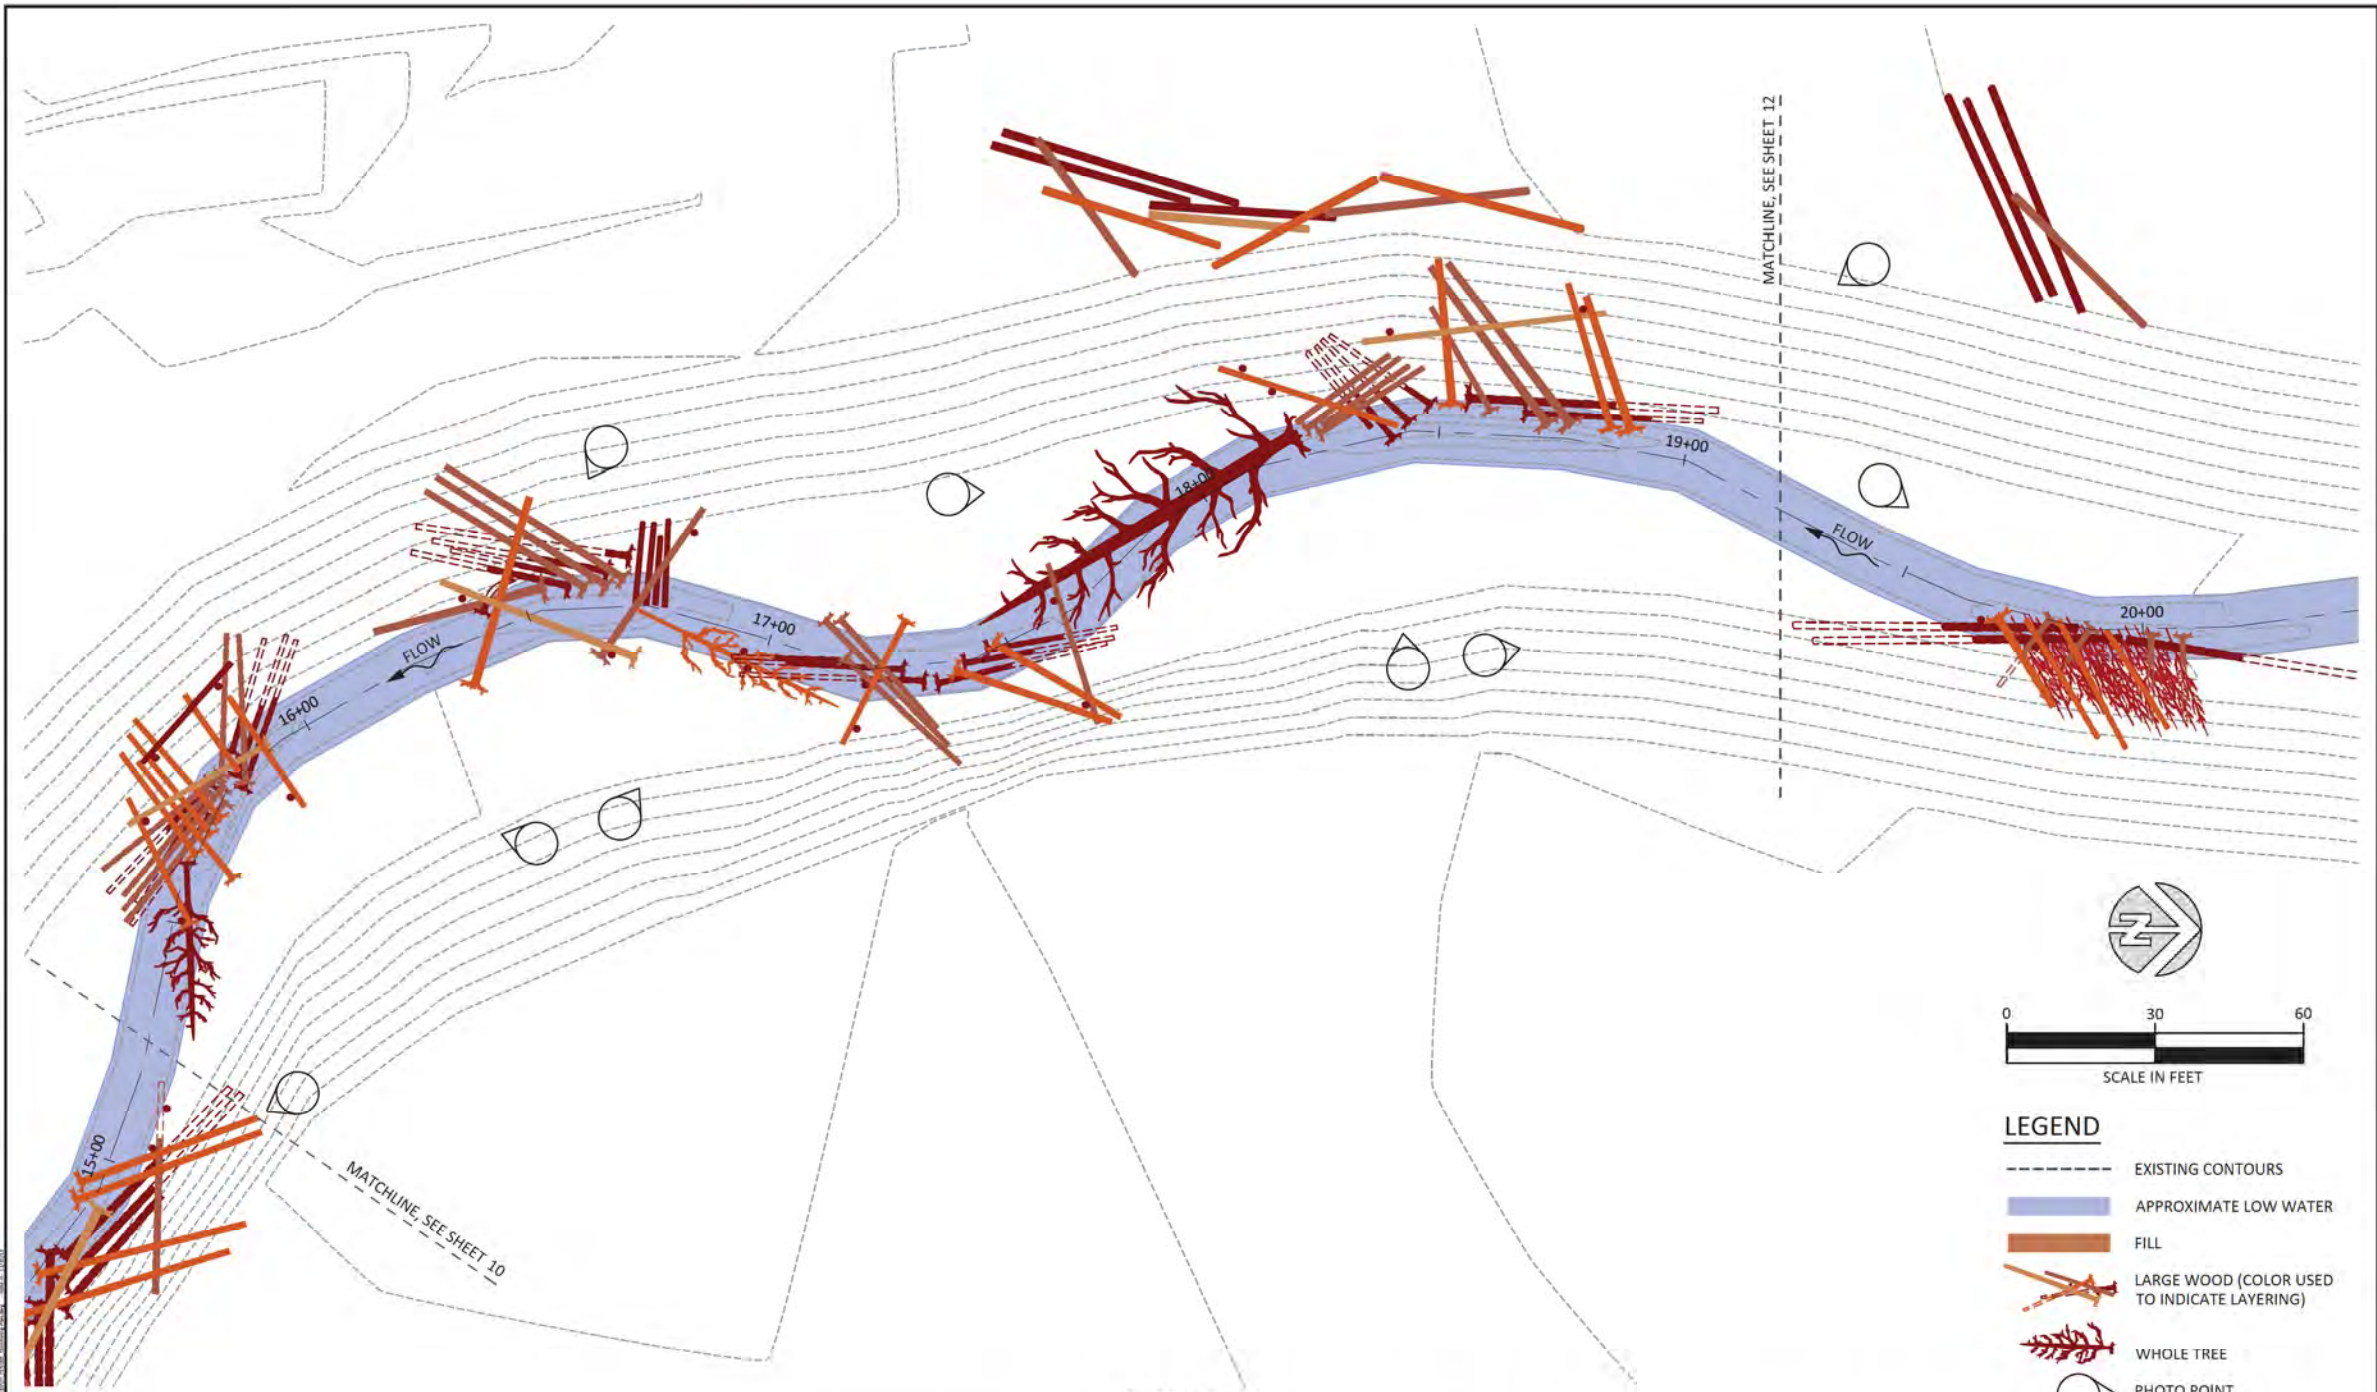 MATCHLINE, SEE SHEET 12
19+00
18+00
FLOW
20+00
17+00
FLOW
16+00
15+00
MATCHLINE, SEE SHEET 10
N
0 30 60
SCALE IN FEET
LEGEND
EXISTING CONTOURS
APPROXIMATE LOW WATER
FILL
LARGE WOOD (COLOR USED
TO INDICATE LAYERING)
WHOLE TREE
PHOTO POINT